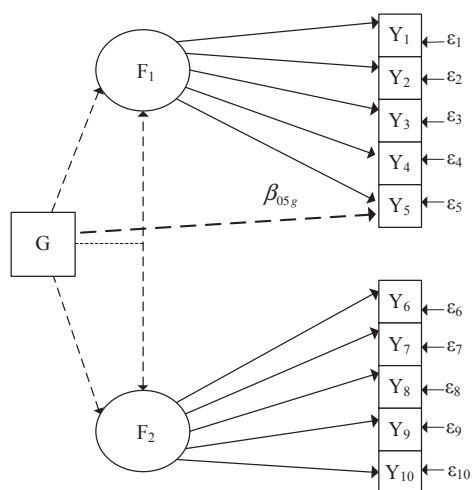 F₁
Y₁
ε₁
Y₂
ε₂
Y₃
ε₃
Y₄
ε₄
Y₅
ε₅
β₀₅g
G
Y₆
ε₆
Y₇
ε₇
Y₈
ε₈
F₂
Y₉
ε₉
Y₁₀
ε₁₀